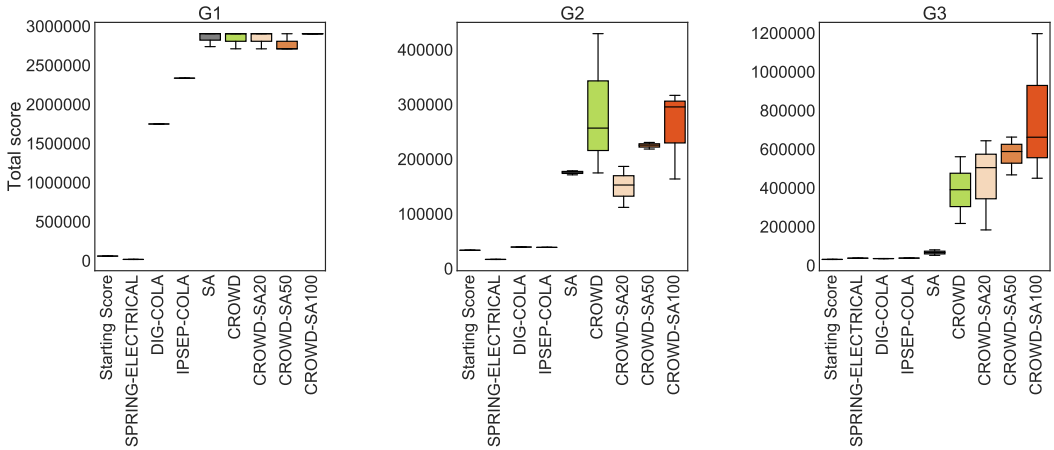 G1
Total score
3000000
2500000
2000000
1500000
1000000
500000
0
Starting Score
SPRING-ELECTRICAL
DIG-COLA
IPSEP-COLA
SA
CROWD
CROWD-SA20
CROWD-SA50
CROWD-SA100
G2
400000
300000
200000
100000
0
Starting Score
SPRING-ELECTRICAL
DIG-COLA
IPSEP-COLA
SA
CROWD
CROWD-SA20
CROWD-SA50
CROWD-SA100
G3
1200000
1000000
800000
600000
400000
200000
0
Starting Score
SPRING-ELECTRICAL
DIG-COLA
IPSEP-COLA
SA
CROWD
CROWD-SA20
CROWD-SA50
CROWD-SA100